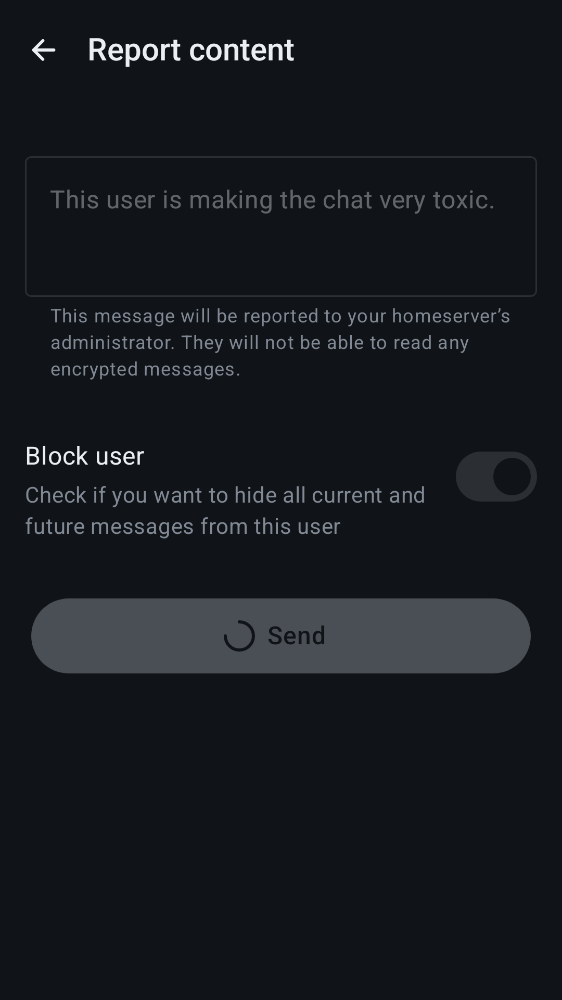 Report content
This user is making the chat very toxic.
This message will be reported to your homeserver’s
administrator. They will not be able to read any
encrypted messages.
Block user
Check if you want to hide all current and
future messages from this user
Send